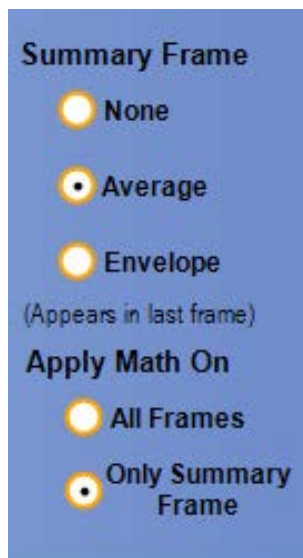 Summary Frame
None
Average
Envelope
(Appears in last frame)
Apply Math On
All Frames
Only Summary
Frame